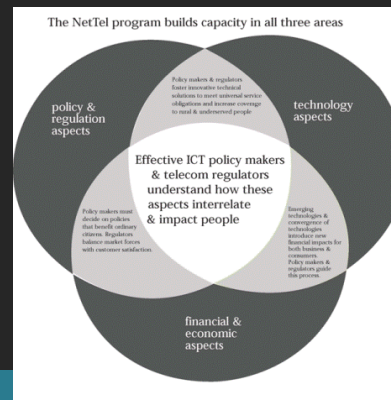 The NetTel program builds capacity in all three areas
Policy makers & regulators
foster innovative technical
solutions to meet universal service
obligations and increase coverage
to rural & underserved people
policy &
regulation
aspects
technology
aspects
Effective ICT policy makers
& telecom regulators
understand how these
aspects interrelate
& impact people
Policy makers must
decide on policies
that benefit ordinary
citizens. Regulators
balance market forces
with customer satisfaction.
Emerging
technologies &
convergence of
technologies
introduce new
financial impacts for
both business &
consumers.
Policy makers &
regulators guide
this process.
financial &
economic
aspects